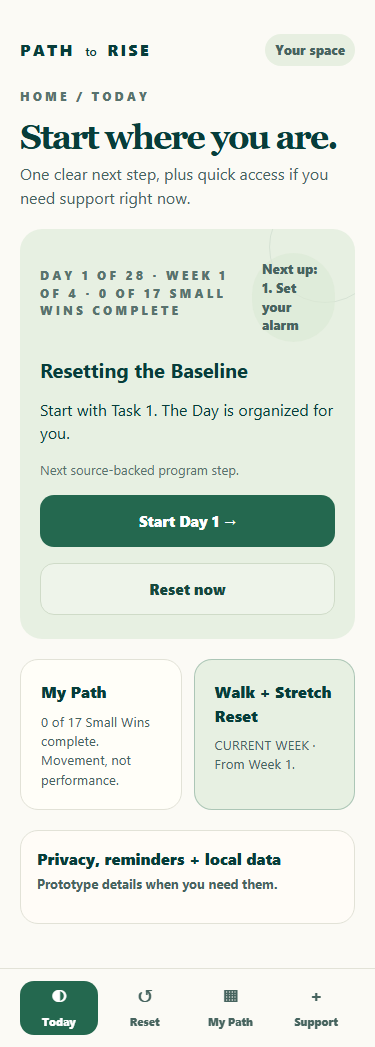 PATH to RISE
Your space
HOME / TODAY
Start where you are.
One clear next step, plus quick access if you
need support right now.
DAY 1 OF 28 · WEEK 1
OF 4 · 0 OF 17 SMALL
WINS COMPLETE
Next up:
1. Set
your
alarm
Resetting the Baseline
Start with Task 1. The Day is organized for
you.
Next source-backed program step.
Start Day 1 →
Reset now
My Path
0 of 17 Small Wins
complete.
Movement, not
performance.
Walk + Stretch
Reset
CURRENT WEEK ·
From Week 1.
Privacy, reminders + local data
Prototype details when you need them.
Today
Reset
My Path
Support